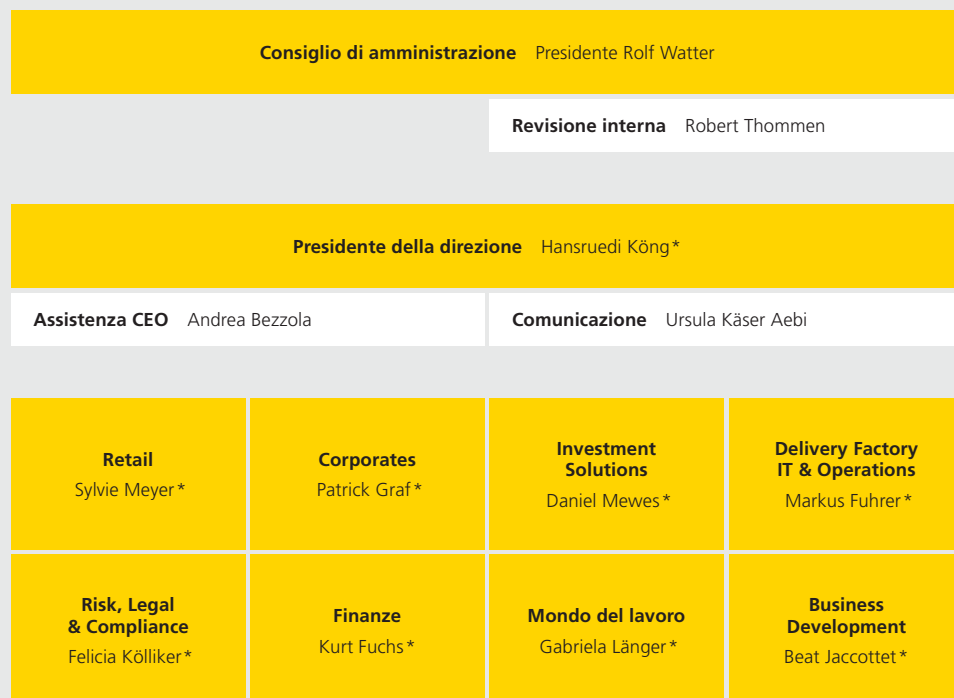 Consiglio di amministrazione Presidente Rolf Watter
Revisione interna Robert Thommen
Presidente della direzione Hansruedi Köng*
Assistenza CEO Andrea Bezzola
Comunicazione Ursula Käser Aebi
Retail
Sylvie Meyer*
Corporates
Patrick Graf*
Investment
Solutions
Daniel Mewes*
Delivery Factory
IT & Operations
Markus Fuhrer*
Risk, Legal
& Compliance
Felicia Kölliker*
Finanze
Kurt Fuchs*
Mondo del lavoro
Gabriela Länger*
Business
Development
Beat Jaccottet*